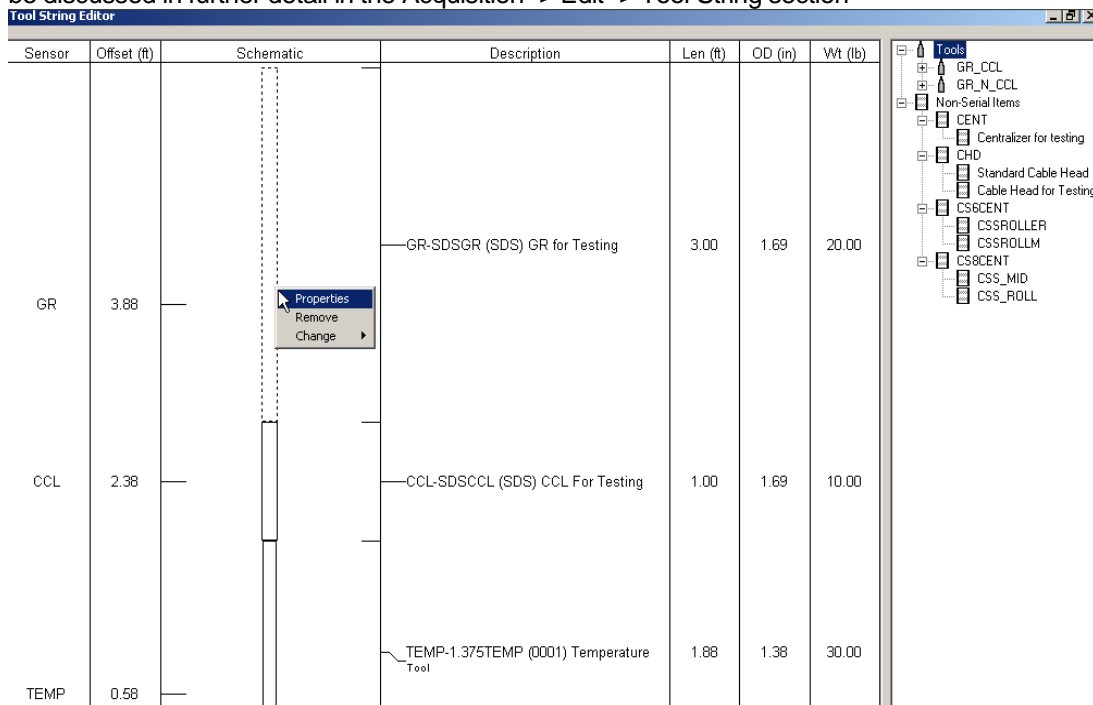 be discussed in further detail in the Acquisition -> Edit -> Tool String section
Tool String Editor
Sensor Offset (ft) Schematic Description Len (ft) OD (in) Wt (lb)
GR-SDSGR (SDS) GR for Testing 3.00 1.69 20.00
GR 3.88
Properties
Remove
Change
CCL 2.38 CCL-SDSCCL (SDS) CCL For Testing 1.00 1.69 10.00
TEMP-1.375TEMP (0001) Temperature 1.88 1.38 30.00
Tool
TEMP 0.58
Tools
GR_CCL
GR_N_CCL
Non-Serial Items
CENT
Centralizer for testing
CHD
Standard Cable Head
Cable Head for Testing
CS6CENT
CSSROLLER
CSSROLLM
CS8CENT
CSS_MID
CSS_ROLL